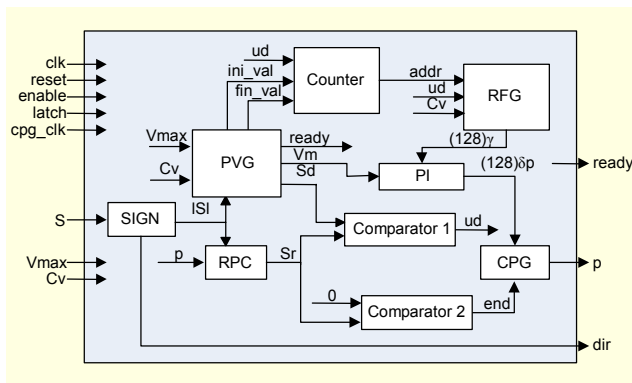 clk
reset
enable
latch
cpg_clk
S
Vmax
Cv
ud
ini_val
fin_val
Counter
addr
ud
Cv
RFG
Vmax
Cv
PVG
ready
Vm
Sd
(128)γ
PI
(128)δp
ready
SIGN
ISI
p
RPC
Sr
Comparator 1
ud
CPG
p
0
Comparator 2
end
dir